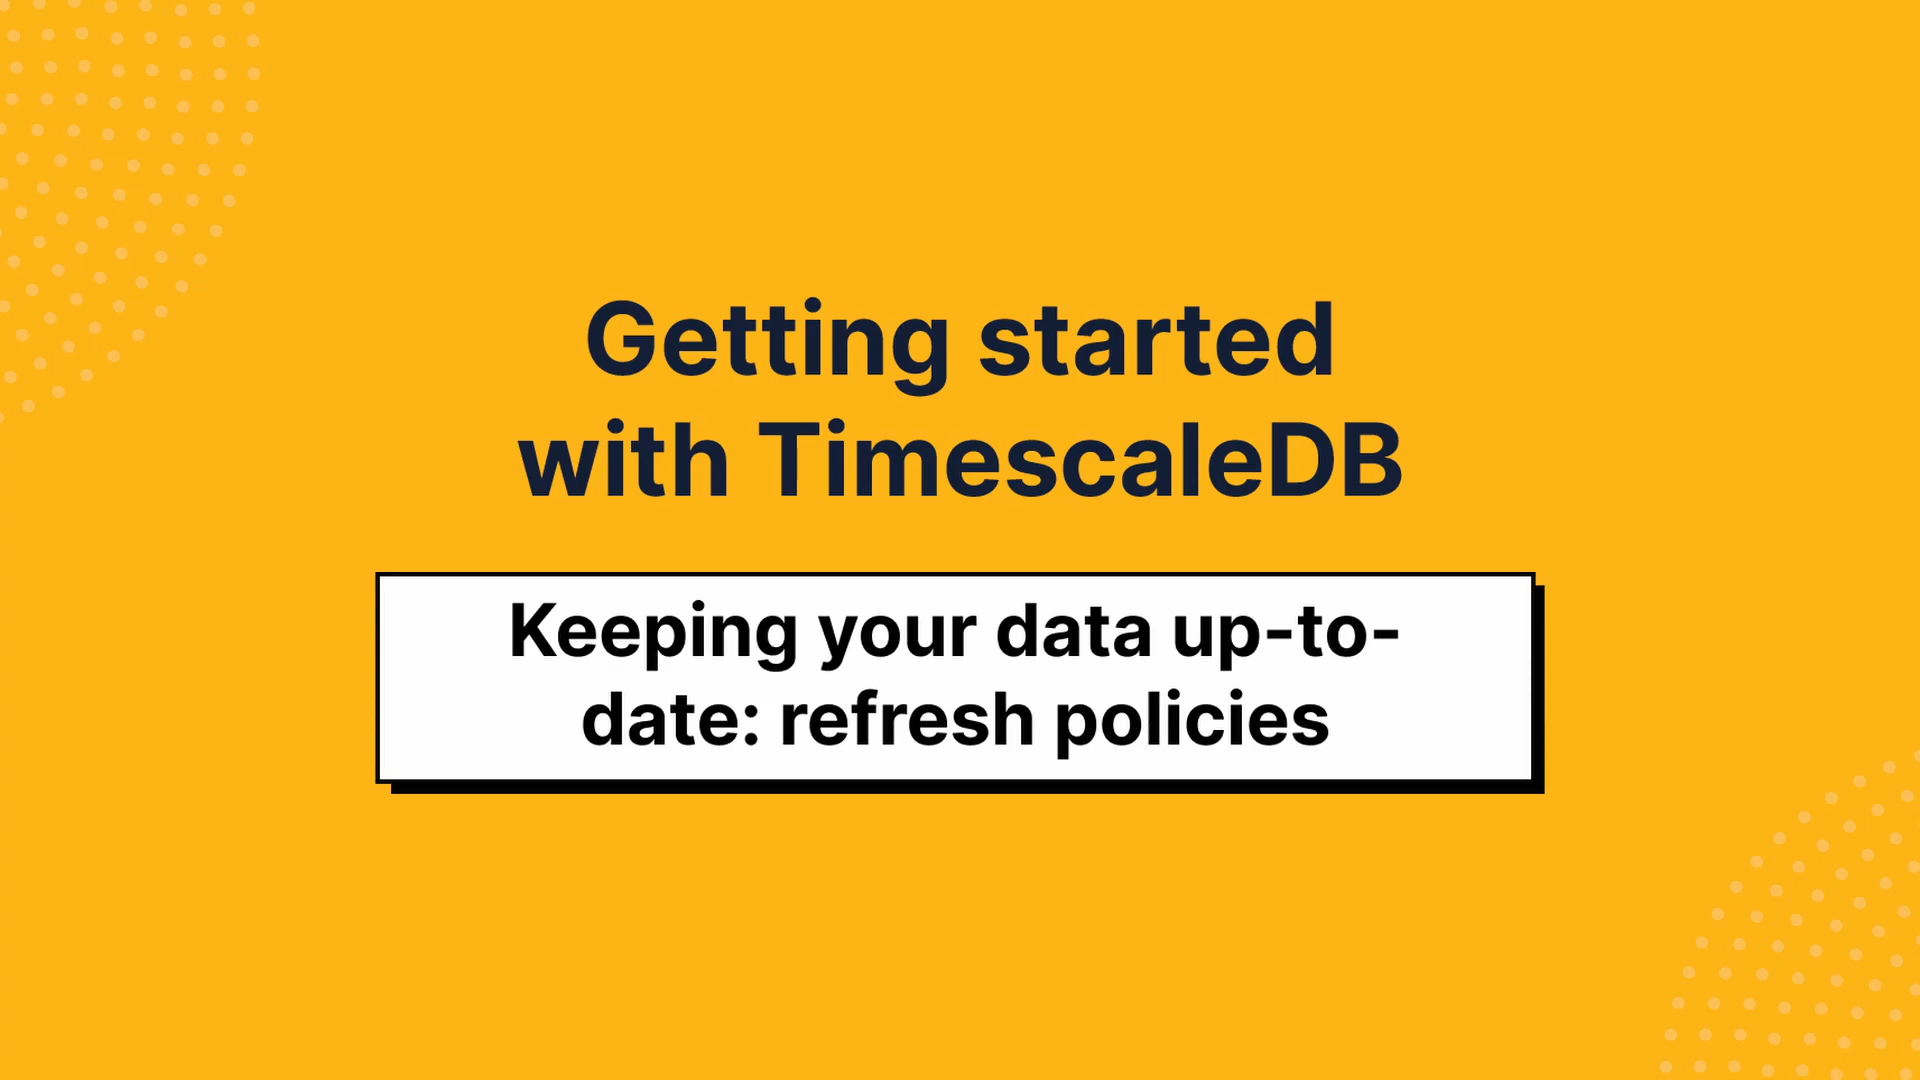 Getting started
with TimescaleDB
Keeping your data up-to-
date: refresh policies